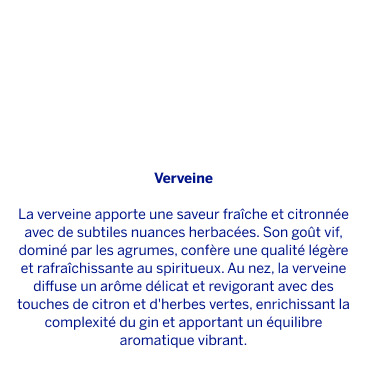 Verveine
La verveine apporte une saveur fraîche et citronnée
avec de subtiles nuances herbacées. Son goût vif,
dominé par les agrumes, confère une qualité légère
et rafraîchissante au spiritueux. Au nez, la verveine
diffuse un arôme délicat et revigorant avec des
touches de citron et d'herbes vertes, enrichissant la
complexité du gin et apportant un équilibre
aromatique vibrant.